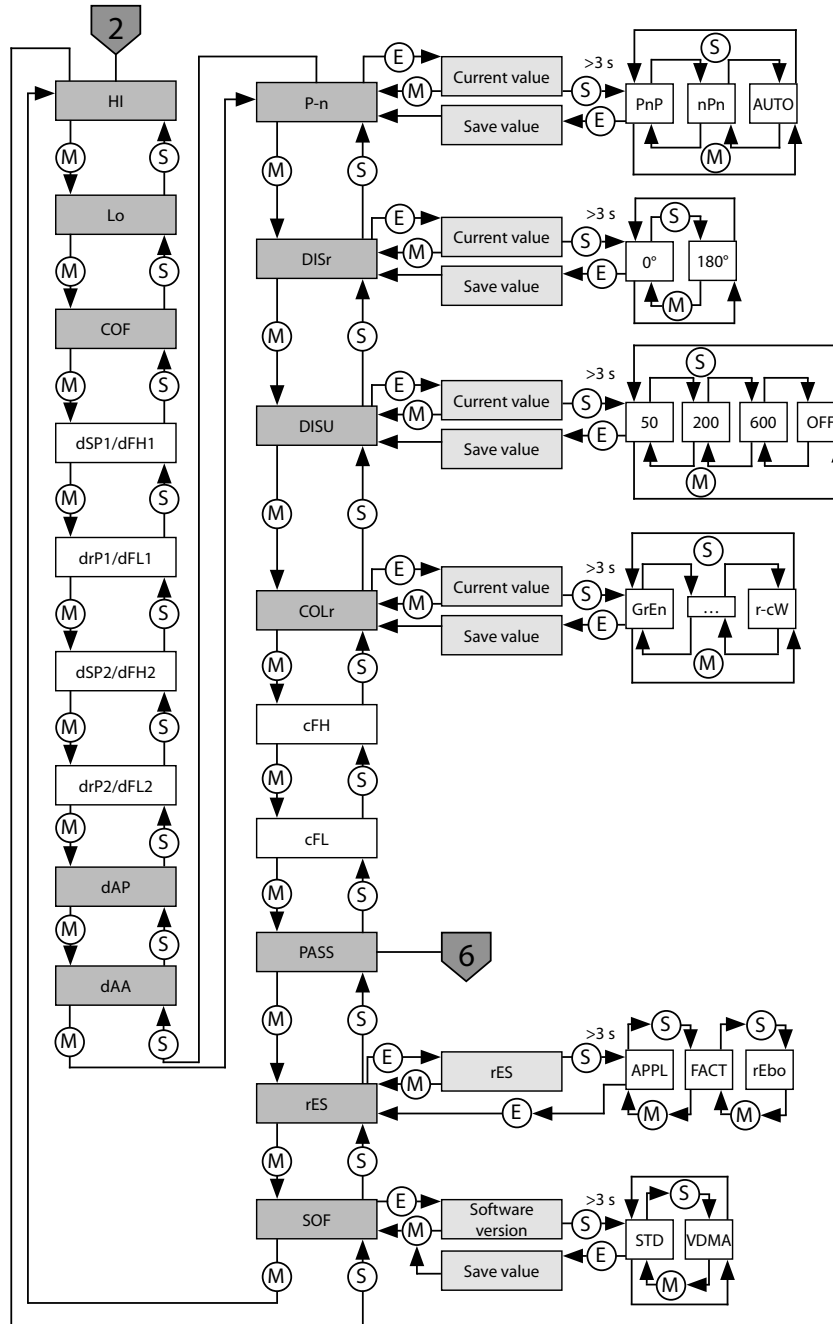 2
HI
M
S
Lo
M
S
COF
M
S
dSP1/dFH1
M
S
drP1/dFL1
M
S
dSP2/dFH2
M
S
drP2/dFL2
M
S
dAP
M
S
dAA
M
S
P-n
E
Current value
M
Save value
>3 s
S
E
S
PnP
nPn
AUTO
M
M
S
DISr
E
Current value
M
Save value
>3 s
S
E
S
0°
180°
M
M
S
DISU
E
Current value
M
Save value
>3 s
S
E
S
50
200
600
OFF
M
M
S
COLr
E
Current value
M
Save value
>3 s
S
E
S
GrEn
...
r-cW
M
M
S
cFH
M
S
cFL
M
S
PASS
6
M
S
rES
E
rES
M
>3 s
S
E
S
S
APPL
FACT
rEbo
M
M
M
S
SOF
E
Software
version
M
Save value
>3 s
S
E
S
STD
VDMA
M
M
S